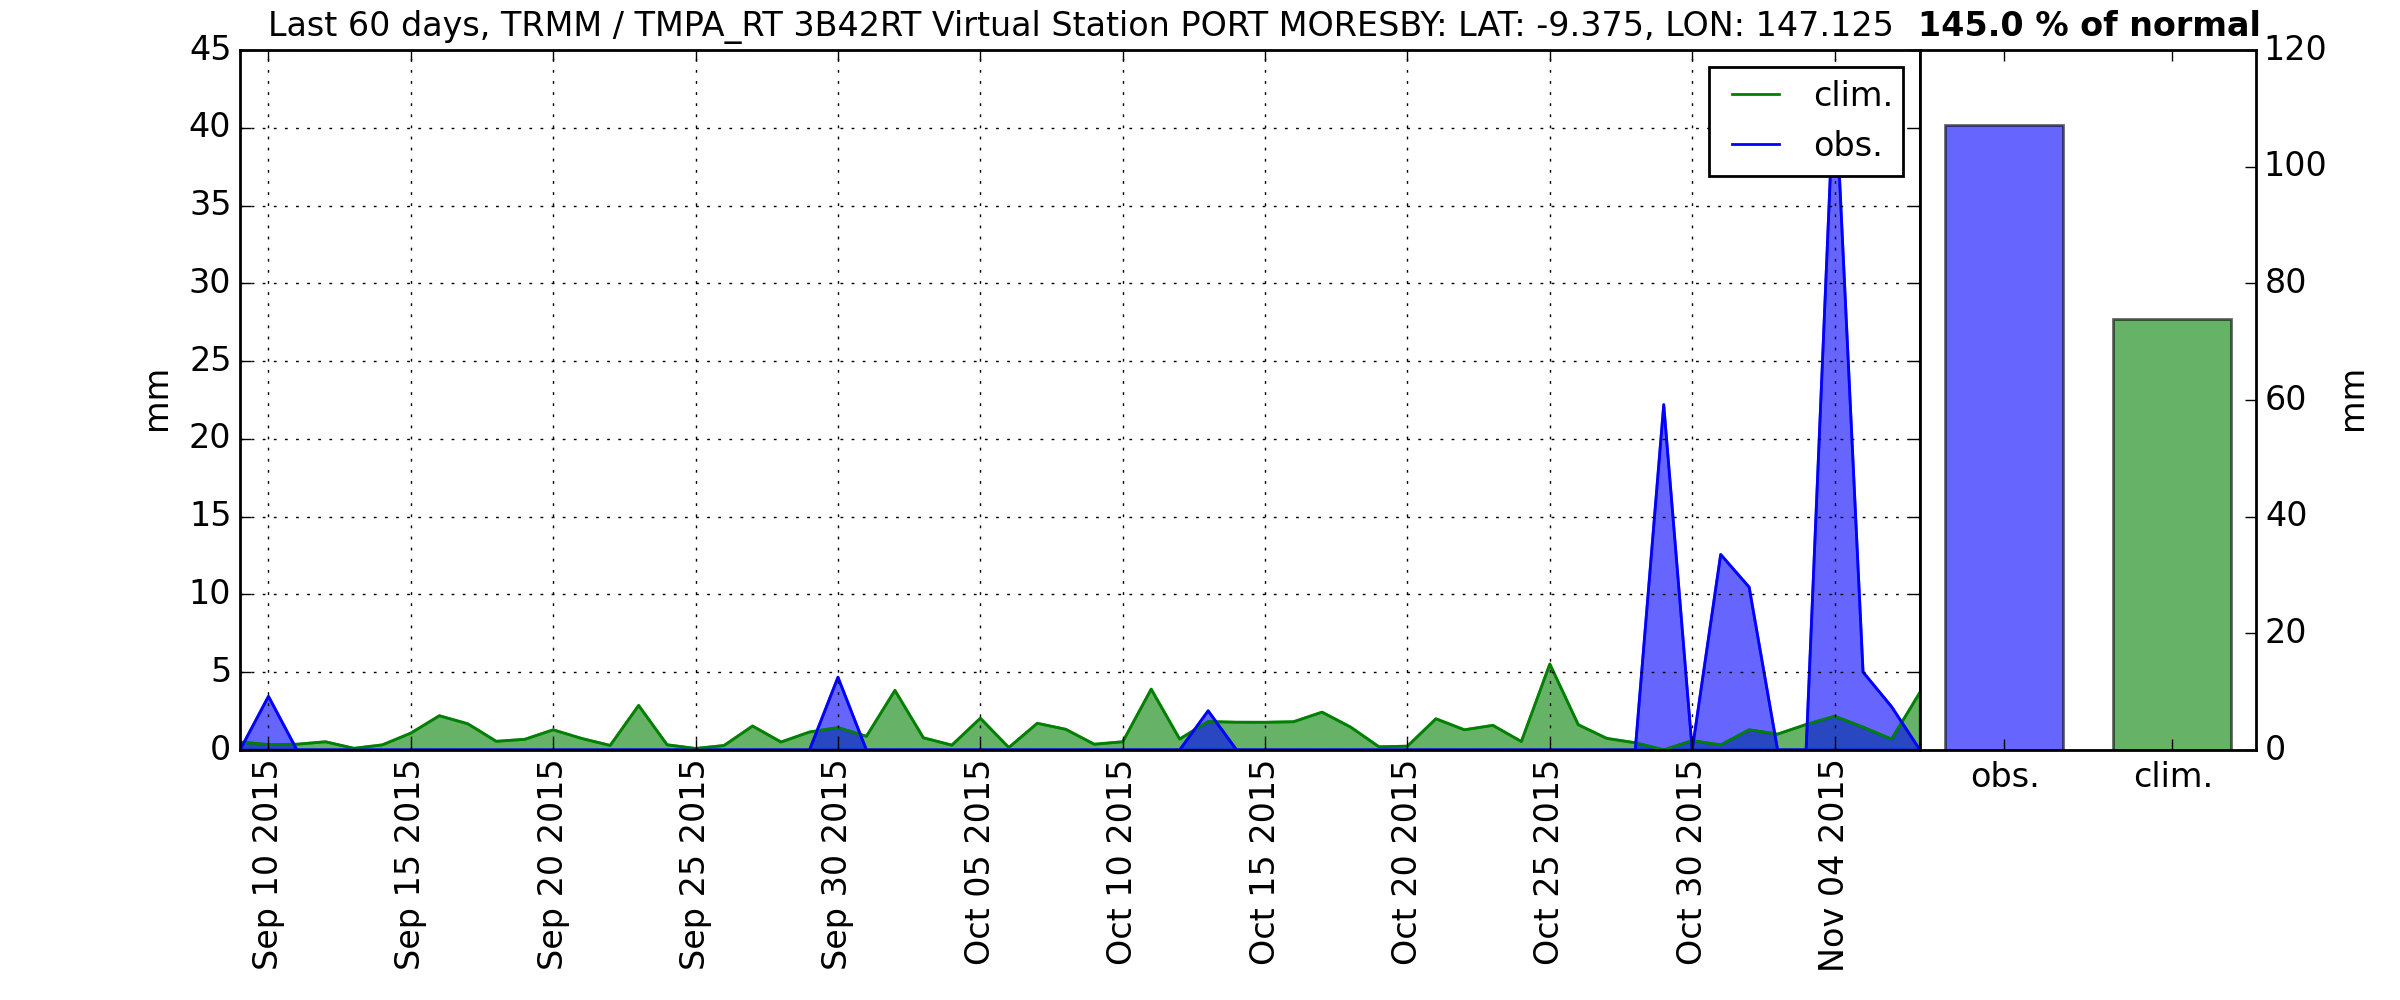 Last 60 days, TRMM / TMPA_RT 3B42RT Virtual Station PORT MORESBY: LAT: -9.375, LON: 147.125 145.0 % of normal
45
40
35
30
25
20
15
10
5
0
mm
clim.
obs.
120
100
80
60
40
20
0
mm
Sep 10 2015
Sep 15 2015
Sep 20 2015
Sep 25 2015
Sep 30 2015
Oct 05 2015
Oct 10 2015
Oct 15 2015
Oct 20 2015
Oct 25 2015
Oct 30 2015
Nov 04 2015
obs.
clim.